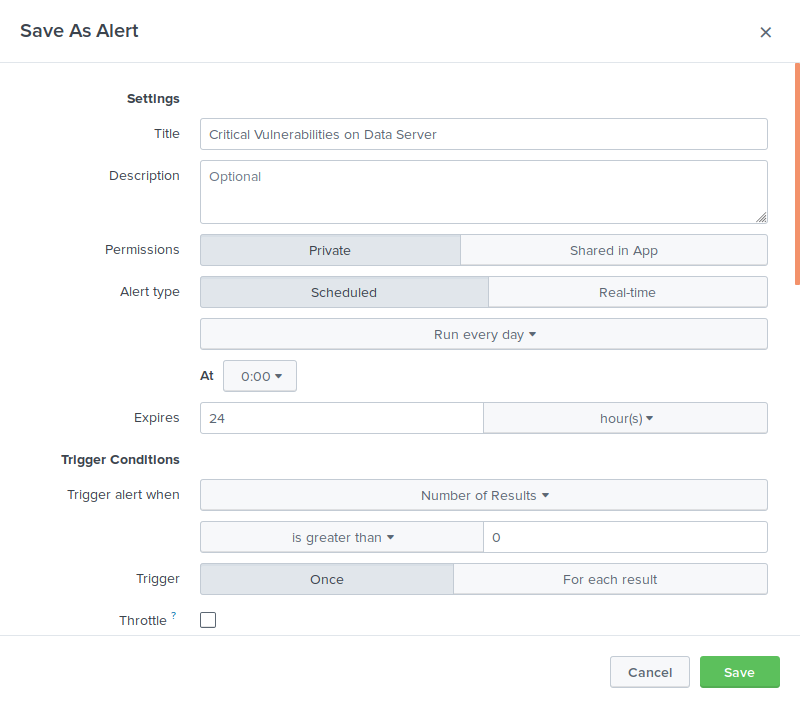 Save As Alert ×
Settings
Title Critical Vulnerabilities on Data Server
Description Optional
Permissions Private Shared in App
Alert type Scheduled Real-time
Run every day
At 0:00
Expires 24 hour(s)
Trigger Conditions
Trigger alert when Number of Results
is greater than 0
Trigger Once For each result
Throttle ?
Cancel Save